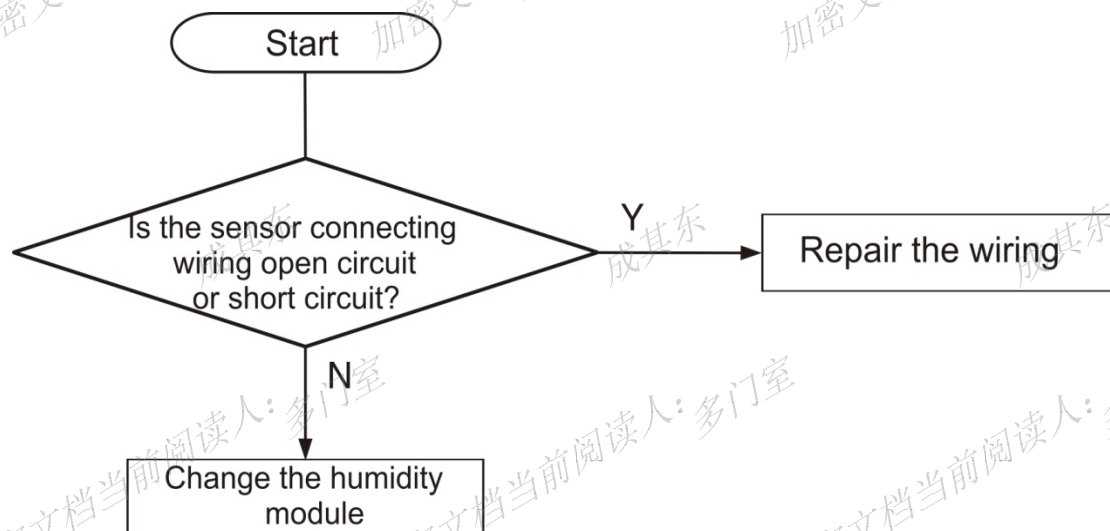 加密文
加密文
Start
Is the sensor connecting
wiring open circuit
or short circuit?
Y
Repair the wiring
成其东
成其东
成其东
N
多门室
多门室
文档当前阅读人：
文档当前阅读人：
文档当前阅读人：
Change the humidity
module